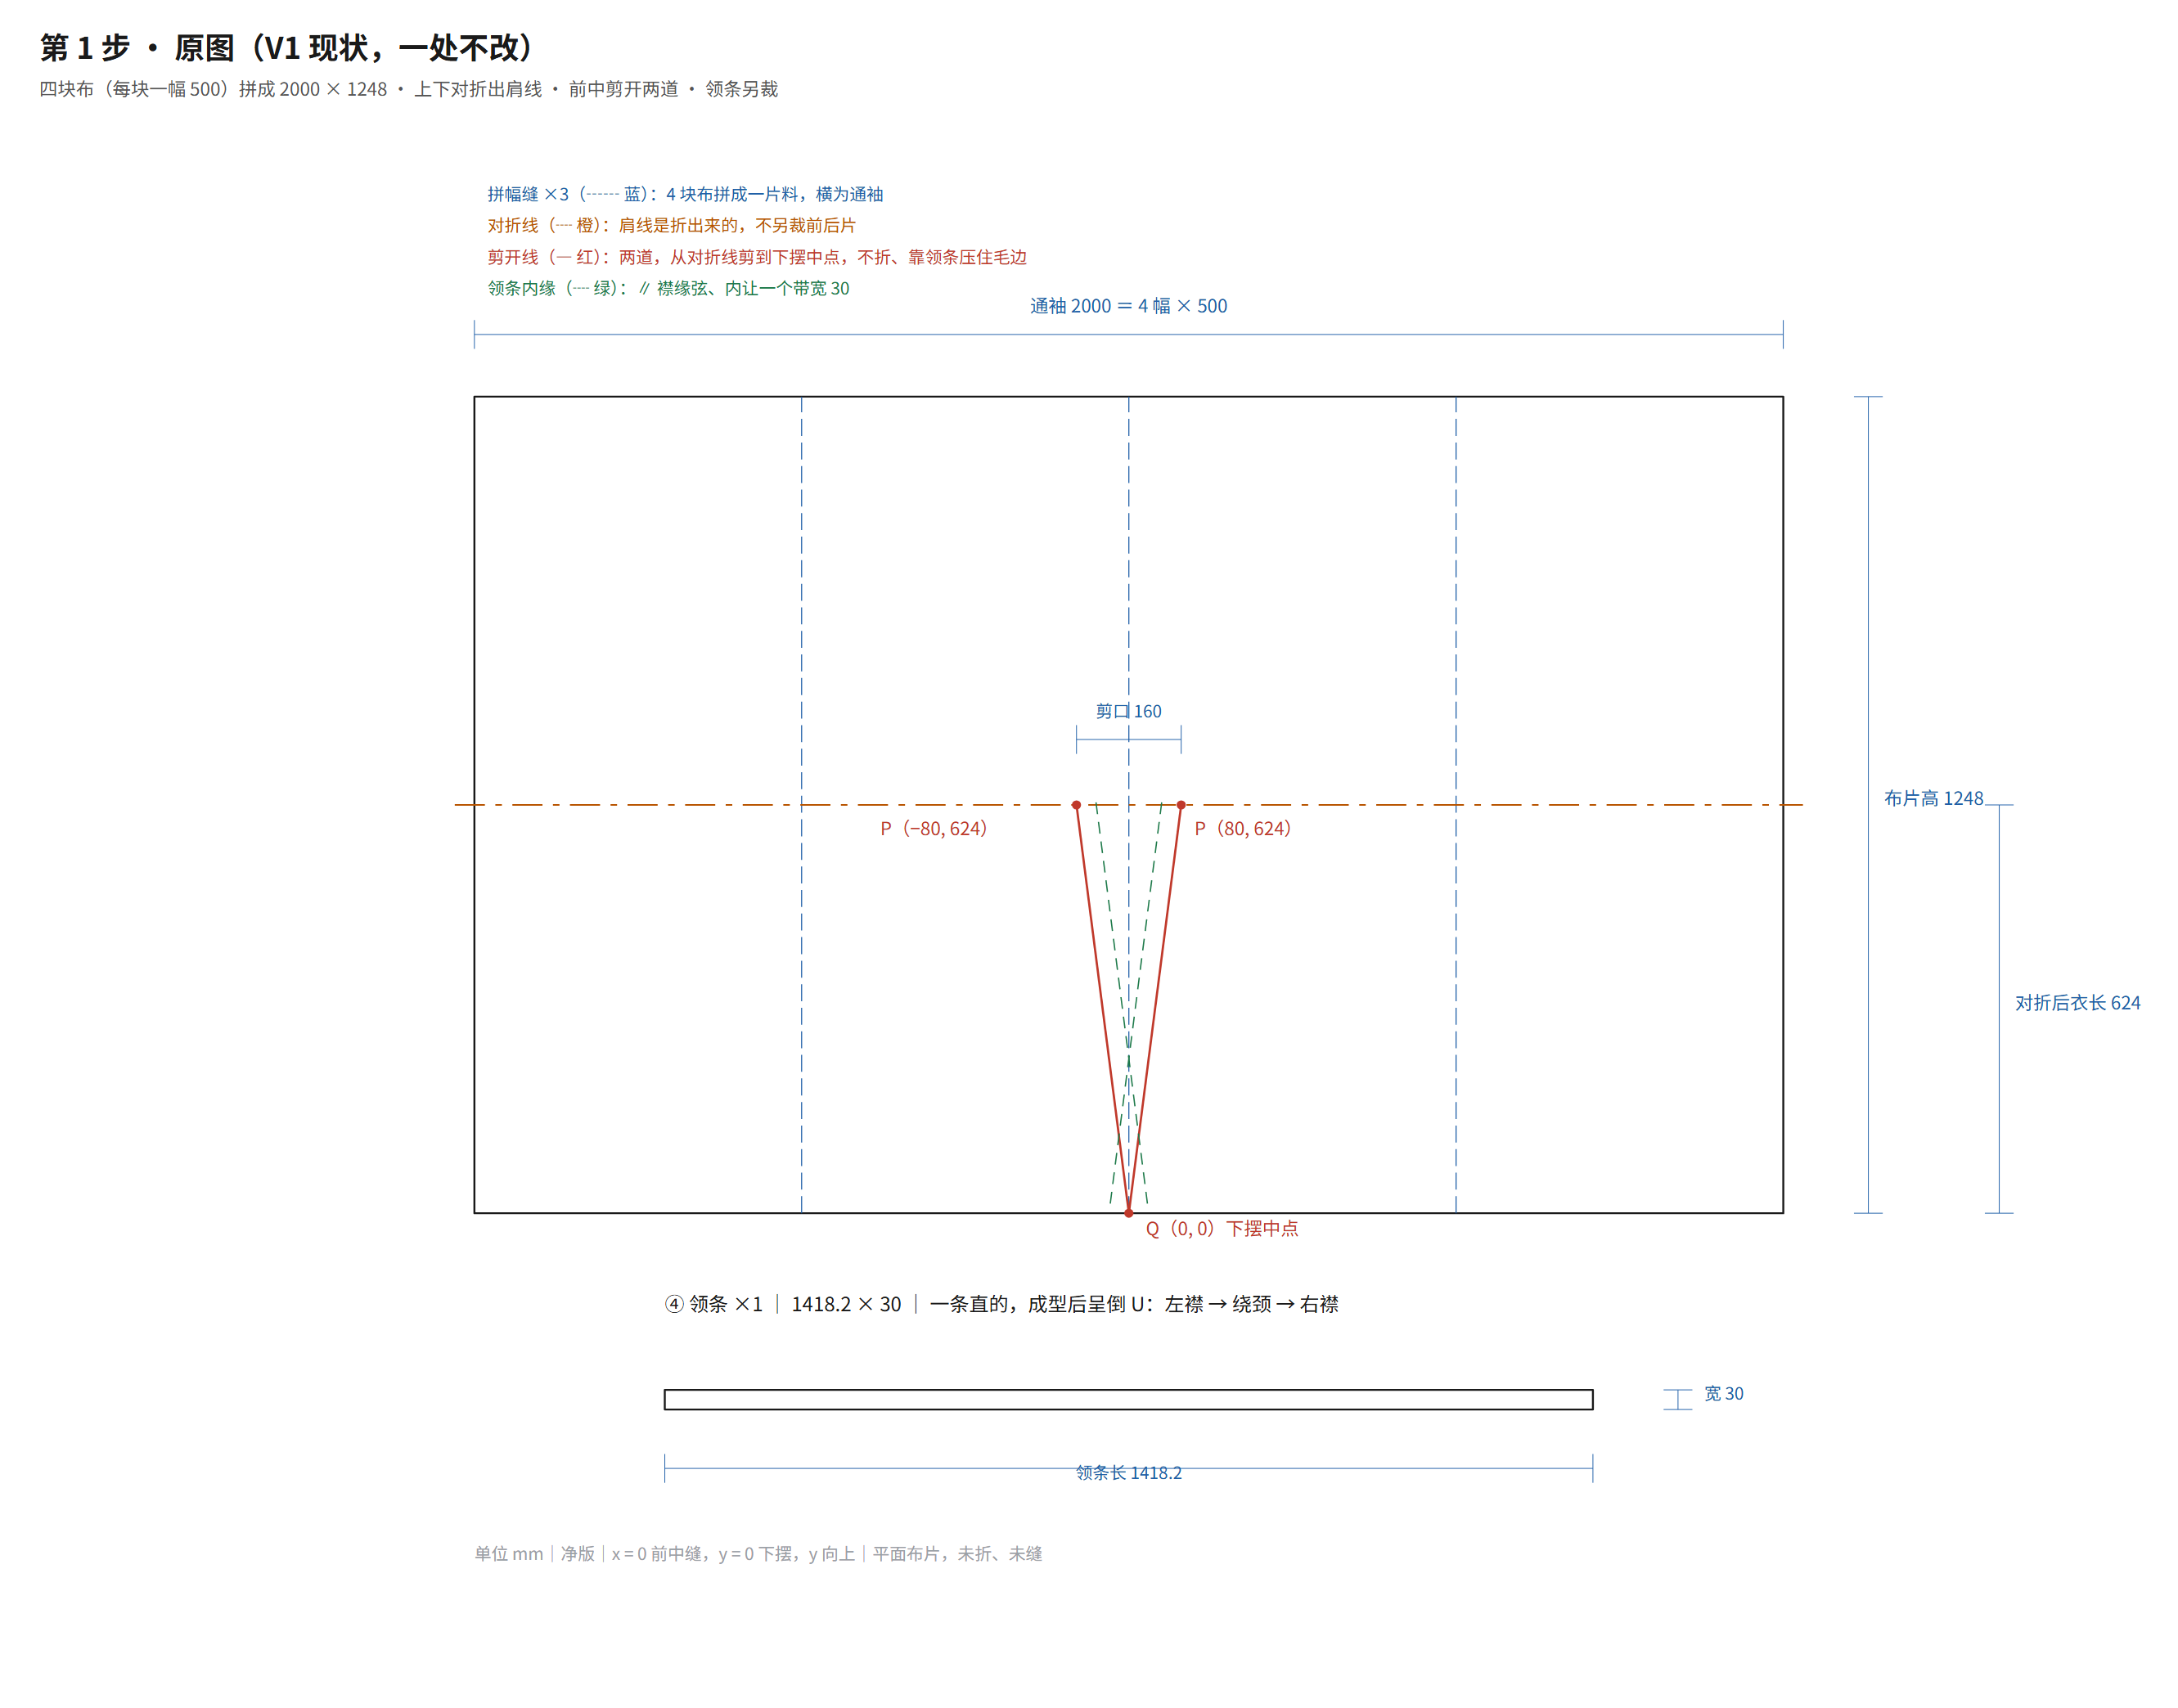 第 1 步 · 原图（V1 现状，一处不改）
四块布（每块一幅 500）拼成 2000 × 1248 · 上下对折出肩线 · 前中剪开两道 · 领条另裁
拼幅缝 ×3（┄┄ 蓝）：4 块布拼成一片料，横为通袖
对折线（┄ 橙）：肩线是折出来的，不另裁前后片
剪开线（─ 红）：两道，从对折线剪到下摆中点，不折、靠领条压住毛边
领条内缘（┄ 绿）：∥ 襟缘弦、内让一个带宽 30
通袖 2000 ＝ 4 幅 × 500
剪口 160
布片高 1248
P（−80, 624）
P（80, 624）
对折后衣长 624
Q（0, 0）下摆中点
④ 领条 ×1 ｜ 1418.2 × 30 ｜ 一条直的，成型后呈倒 U：左襟 → 绕颈 → 右襟
宽 30
领条长 1418.2
单位 mm｜净版｜x = 0 前中缝，y = 0 下摆，y 向上｜平面布片，未折、未缝